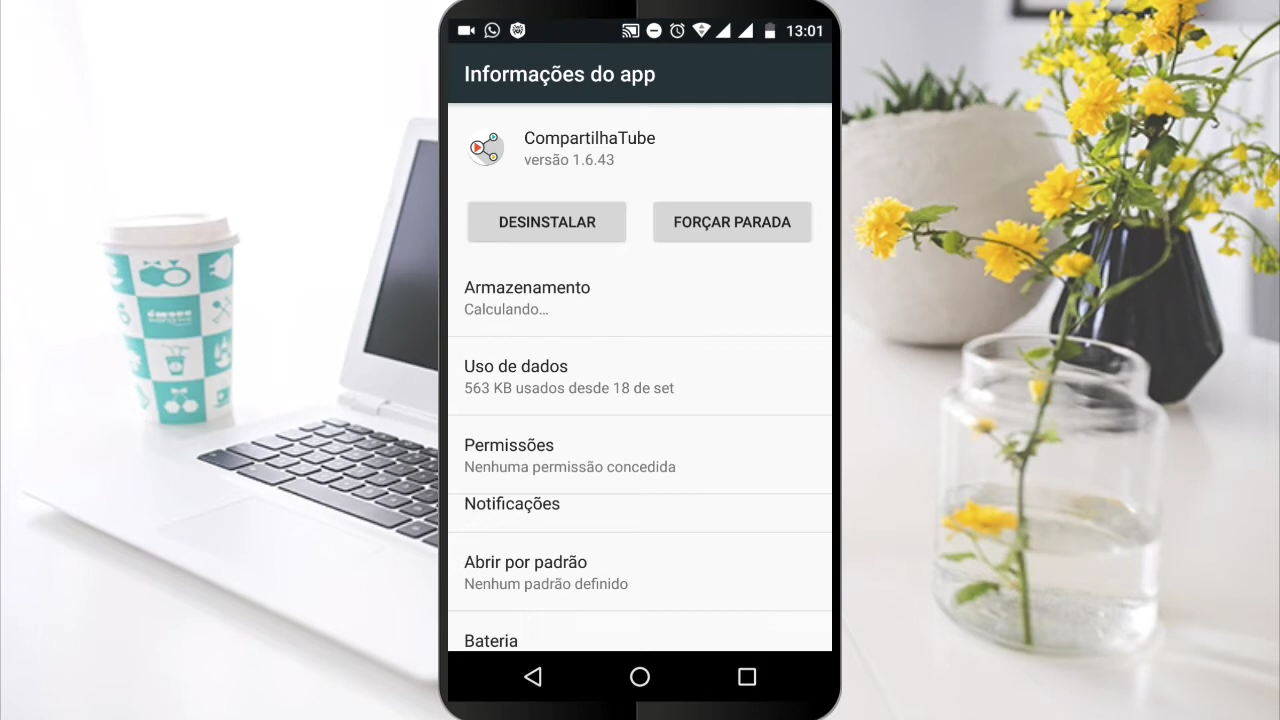 13:01
Informações do app
CompartilhaTube
versão 1.6.43
DESINSTALAR
FORÇAR PARADA
Armazenamento
Calculando...
Uso de dados
563 KB usados desde 18 de set
Permissões
Nenhuma permissão concedida
Notificações
Abrir por padrão
Nenhum padrão definido
Bateria